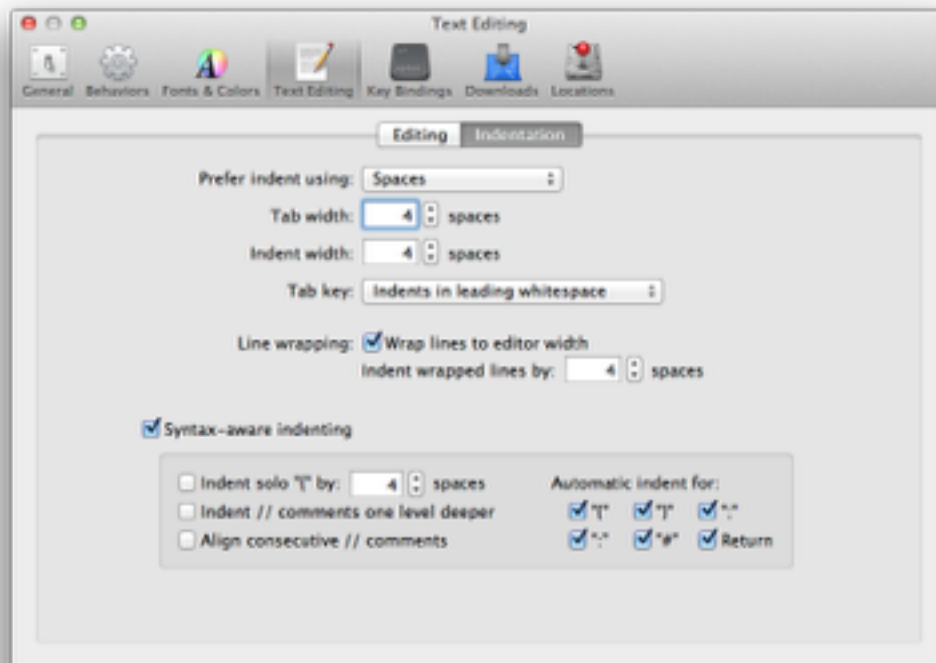 Text Editing
General Behaviors Fonts & Colors Text Editing Key Bindings Downloads Locations
Editing Indentation
Prefer indent using: Spaces
Tab width: 4 spaces
Indent width: 4 spaces
Tab key: Indents in leading whitespace
Line wrapping: Wrap lines to editor width
Indent wrapped lines by: 4 spaces
Syntax-aware indenting
Indent solo "{" by: 4 spaces Automatic indent for:
Indent // comments one level deeper
Align consecutive // comments "#" Return